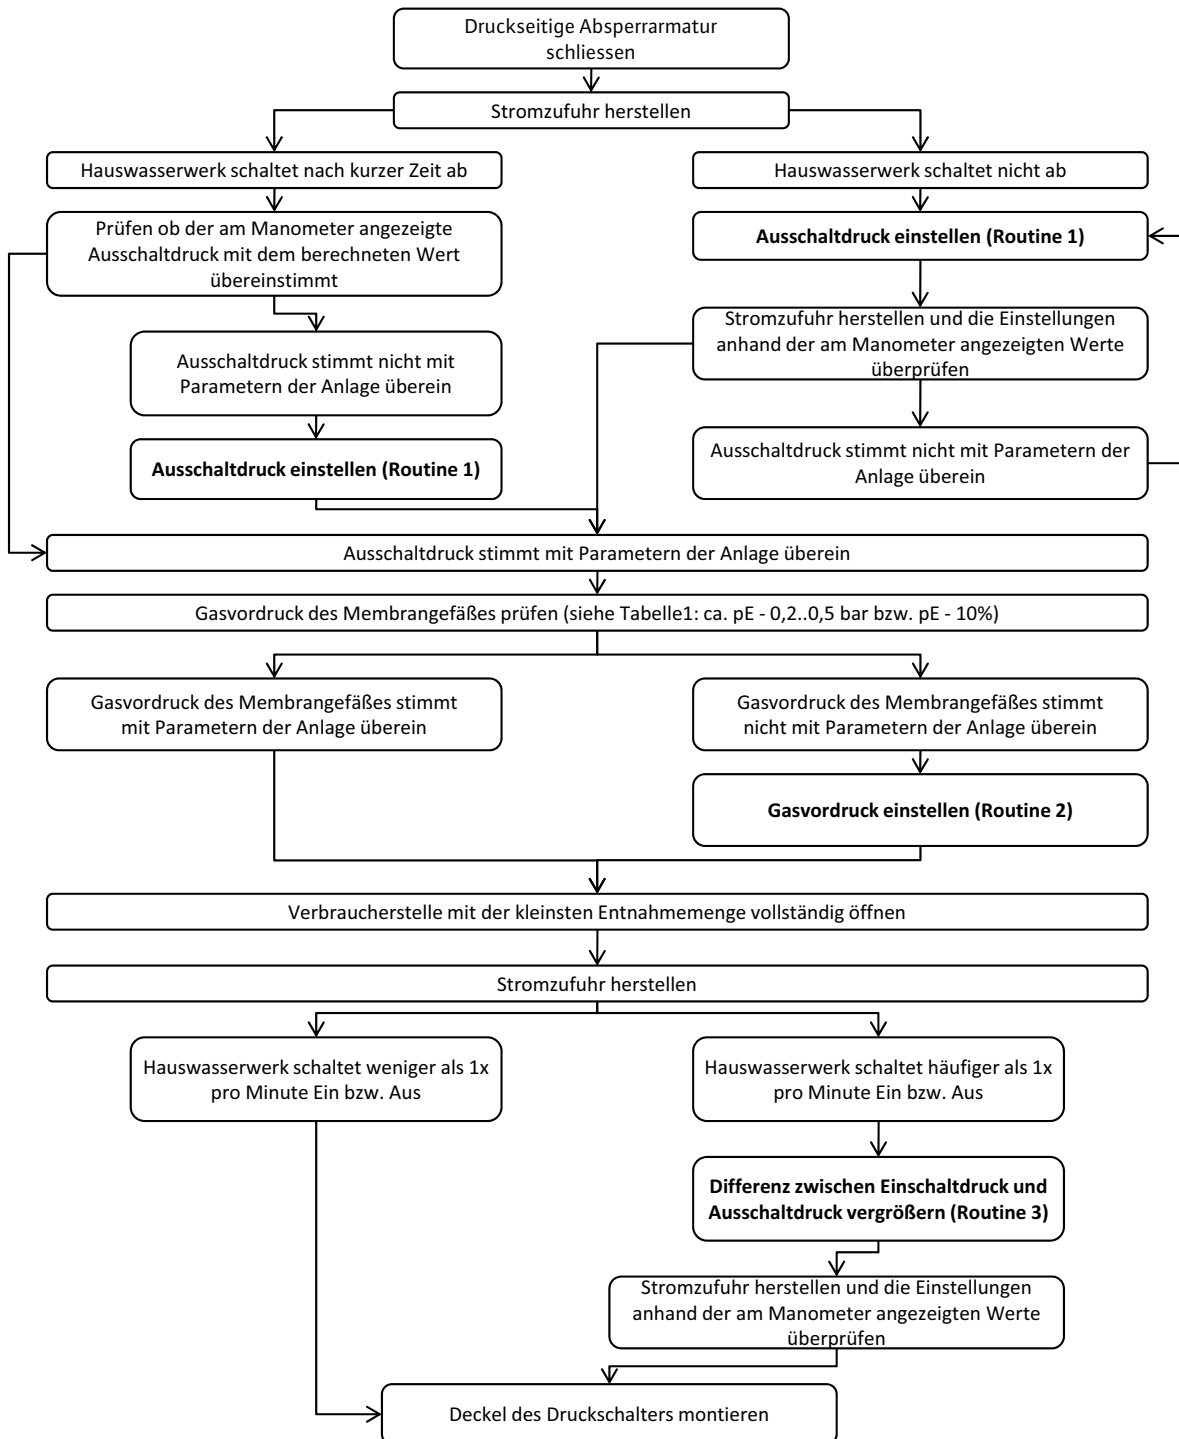 Druckseitige Absperrarmatur
schliessen
Stromzufuhr herstellen
Hauswasserwerk schaltet nach kurzer Zeit ab
Hauswasserwerk schaltet nicht ab
Prüfen ob der am Manometer angezeigte
Ausschaltdruck mit dem berechneten Wert
übereinstimmt
Ausschaltdruck einstellen (Routine 1)
Stromzufuhr herstellen und die Einstellungen
anhand der am Manometer angezeigten Werte
überprüfen
Ausschaltdruck stimmt nicht mit
Parametern der Anlage überein
Ausschaltdruck einstellen (Routine 1)
Ausschaltdruck stimmt nicht mit Parametern der
Anlage überein
Ausschaltdruck stimmt mit Parametern der Anlage überein
Gasvordruck des Membrangefäßes prüfen (siehe Tabelle1: ca. pE - 0,2..0,5 bar bzw. pE - 10%)
Gasvordruck des Membrangefäßes stimmt
mit Parametern der Anlage überein
Gasvordruck des Membrangefäßes stimmt
nicht mit Parametern der Anlage überein
Gasvordruck einstellen (Routine 2)
Verbraucherstelle mit der kleinsten Entnahmemenge vollständig öffnen
Stromzufuhr herstellen
Hauswasserwerk schaltet weniger als 1x
pro Minute Ein bzw. Aus
Hauswasserwerk schaltet häufiger als 1x
pro Minute Ein bzw. Aus
Differenz zwischen Einschaltdruck und
Ausschaltdruck vergrößern (Routine 3)
Stromzufuhr herstellen und die Einstellungen
anhand der am Manometer angezeigten Werte
überprüfen
Deckel des Druckschalters montieren